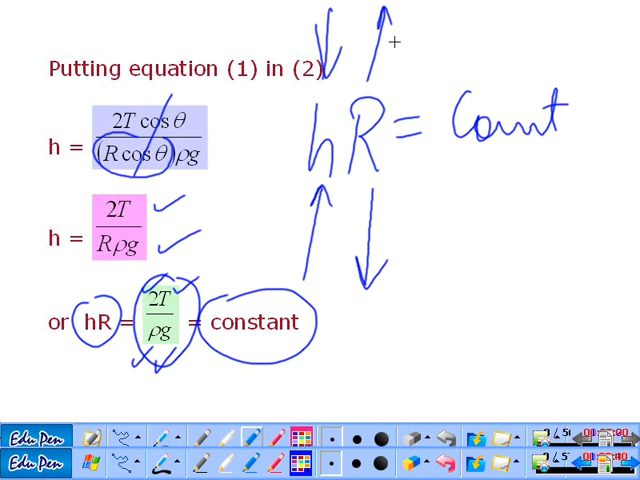 Putting equation (1) in (2)
h = 2T cos θ / (R cos θ)ρg
hR = Const
h = 2T / Rρg
or hR = 2T / ρg = constant
Edu Pen
Edu Pen